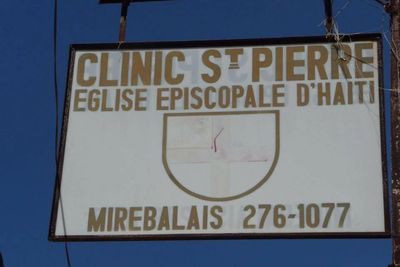 CLINIC ST PIERRE
EGLISE EPISCOPALE D'HAITI
MIREBALAIS 276-1077